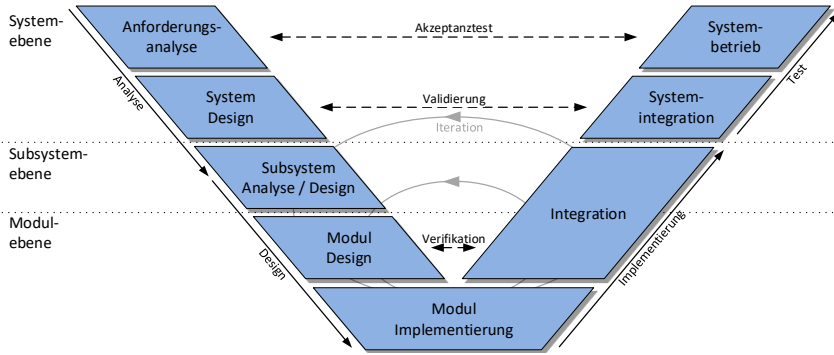 System-
ebene
Anforderungs-
analyse
Akzeptanztest
System-
betrieb
Analyse
Test
System
Design
Validierung
System-
integration
Iteration
Subsystem-
ebene
Subsystem
Analyse / Design
Integration
Modul-
ebene
Modul
Design
Verifikation
Design
Implementierung
Modul
Implementierung